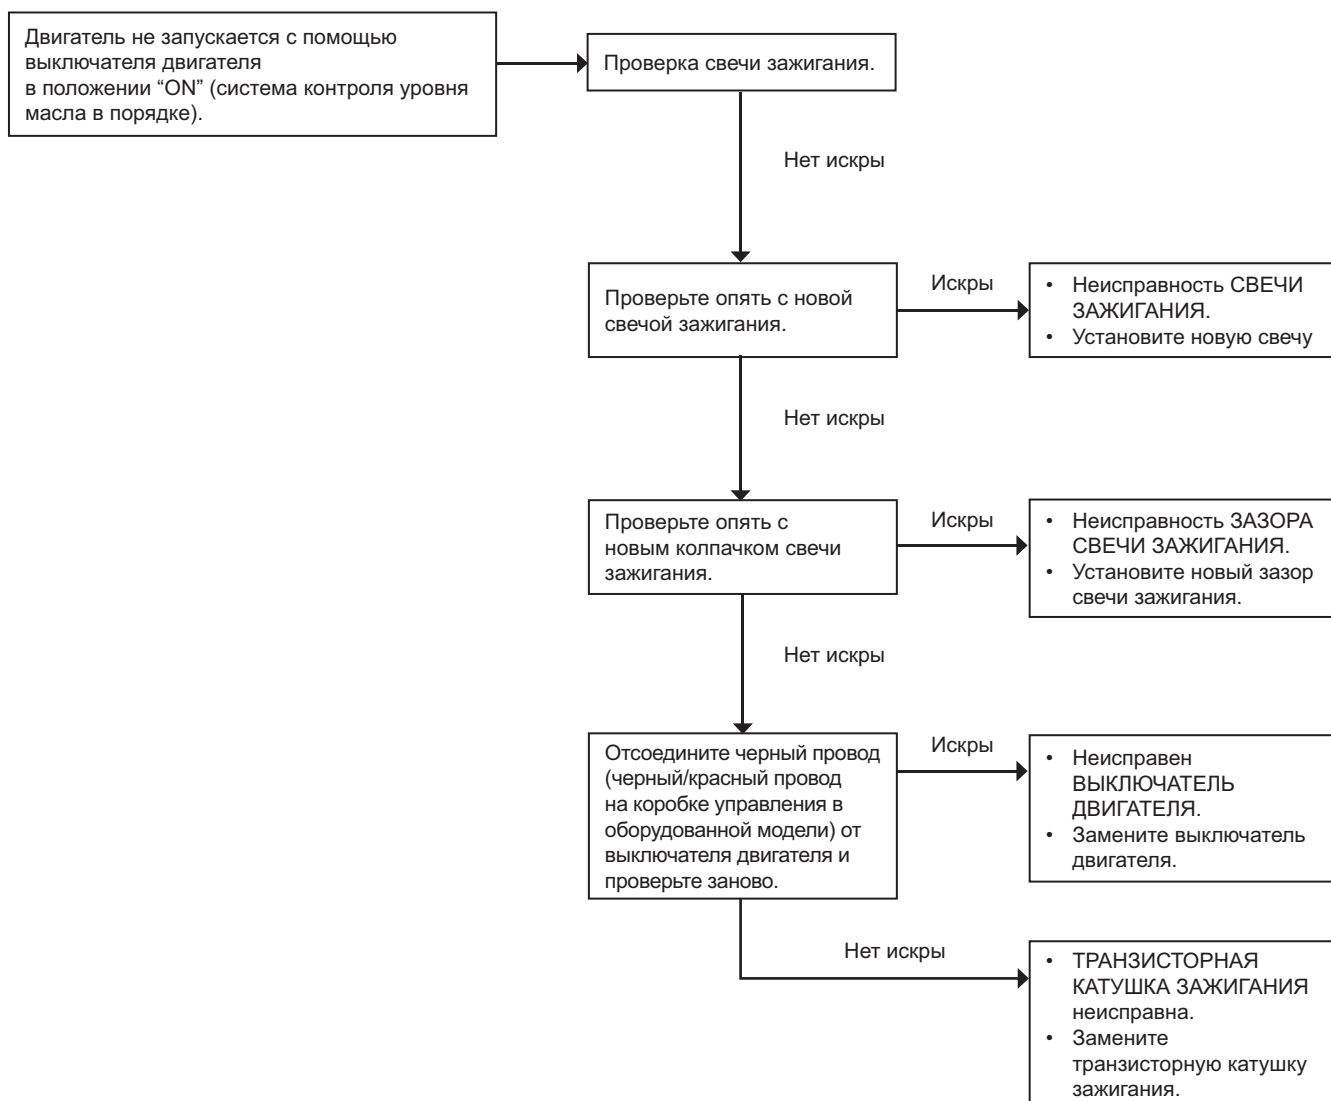 Двигатель не запускается с помощью
выключателя двигателя
в положении “ON” (система контроля уровня
масла в порядке).
Проверка свечи зажигания.
Нет искры
Проверьте опять с новой
свечой зажигания.
Искры
• Неисправность СВЕЧИ
ЗАЖИГАНИЯ.
• Установите новую свечу
Нет искры
Проверьте опять с
новым колпачком свечи
зажигания.
Искры
• Неисправность ЗАЗОРА
СВЕЧИ ЗАЖИГАНИЯ.
• Установите новый зазор
свечи зажигания.
Нет искры
Отсоедините черный провод
(черный/красный провод
на коробке управления в
оборудованной модели) от
выключателя двигателя и
проверьте заново.
Искры
• Неисправен
ВЫКЛЮЧАТЕЛЬ
ДВИГАТЕЛЯ.
• Замените выключатель
двигателя.
Нет искры
• ТРАНЗИСТОРНАЯ
КАТУШКА ЗАЖИГАНИЯ
неисправна.
• Замените
транзисторную катушку
зажигания.